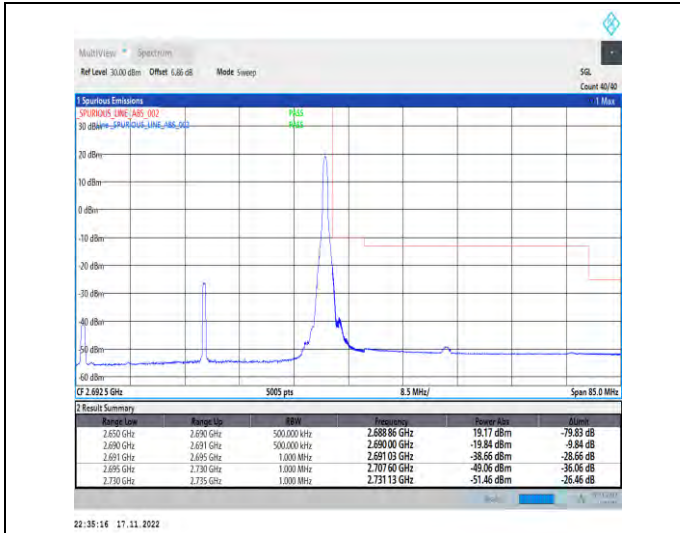 MultiView Spectrum
Ref Level 30.00 dBm Offset 6.86 dB Mode Sweep SGL
Count 40/40
1 Spurious Emissions 1 Max
_SPURIOUS_LINE_ABS_002 PASS
30 dBm Line _SPURIOUS_LINE_ABS_002 PASS
20 dBm
10 dBm
0 dBm
-10 dBm
-20 dBm
-30 dBm
-40 dBm
-50 dBm
-60 dBm
CF 2.6925 GHz 5005 pts 8.5 MHz/ Span 85.0 MHz
2 Result Summary
Range Low Range Up RBW Frequency Power Abs ΔLimit
2.650 GHz 2.690 GHz 500.000 kHz 2.688 86 GHz 19.17 dBm -79.83 dB
2.690 GHz 2.691 GHz 500.000 kHz 2.690 00 GHz -19.84 dBm -9.84 dB
2.691 GHz 2.695 GHz 1.000 MHz 2.691 03 GHz -38.66 dBm -28.66 dB
2.695 GHz 2.730 GHz 1.000 MHz 2.707 60 GHz -49.06 dBm -36.06 dB
2.730 GHz 2.735 GHz 1.000 MHz 2.731 13 GHz -51.46 dBm -26.46 dB
22:35:16 17.11.2022